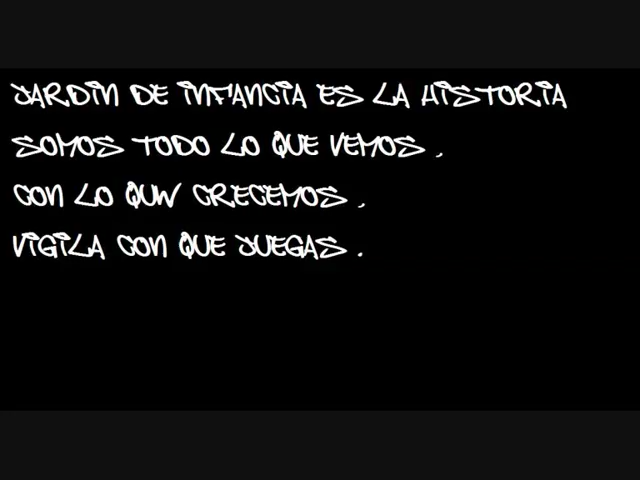 JARDIN DE INFANCIA ES LA HISTORIA
SOMOS TODO LO QUE VEMOS ,
CON LO QUW CRECEMOS ,
VIGILA CON QUE JUEGAS .